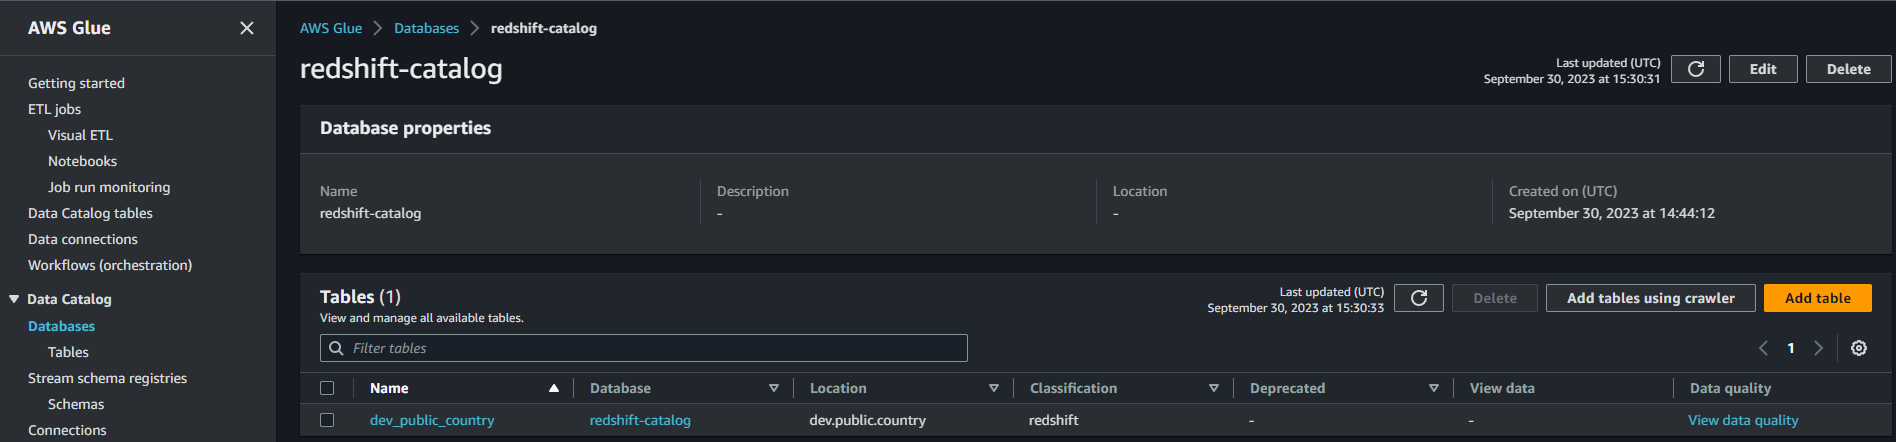 AWS Glue
Getting started
ETL jobs
Visual ETL
Notebooks
Job run monitoring
Data Catalog tables
Data connections
Workflows (orchestration)
Data Catalog
Databases
Tables
Stream schema registries
Schemas
Connections
AWS Glue Databases redshift-catalog
redshift-catalog
Last updated (UTC)
September 30, 2023 at 15:30:31
Edit Delete
Database properties
Name Description Location Created on (UTC)
redshift-catalog - - September 30, 2023 at 14:44:12
Tables (1)
View and manage all available tables.
Last updated (UTC)
September 30, 2023 at 15:30:33
Delete Add tables using crawler Add table
Filter tables
1
Name Database Location Classification Deprecated View data Data quality
dev_public_country redshift-catalog dev.public.country redshift - - View data quality